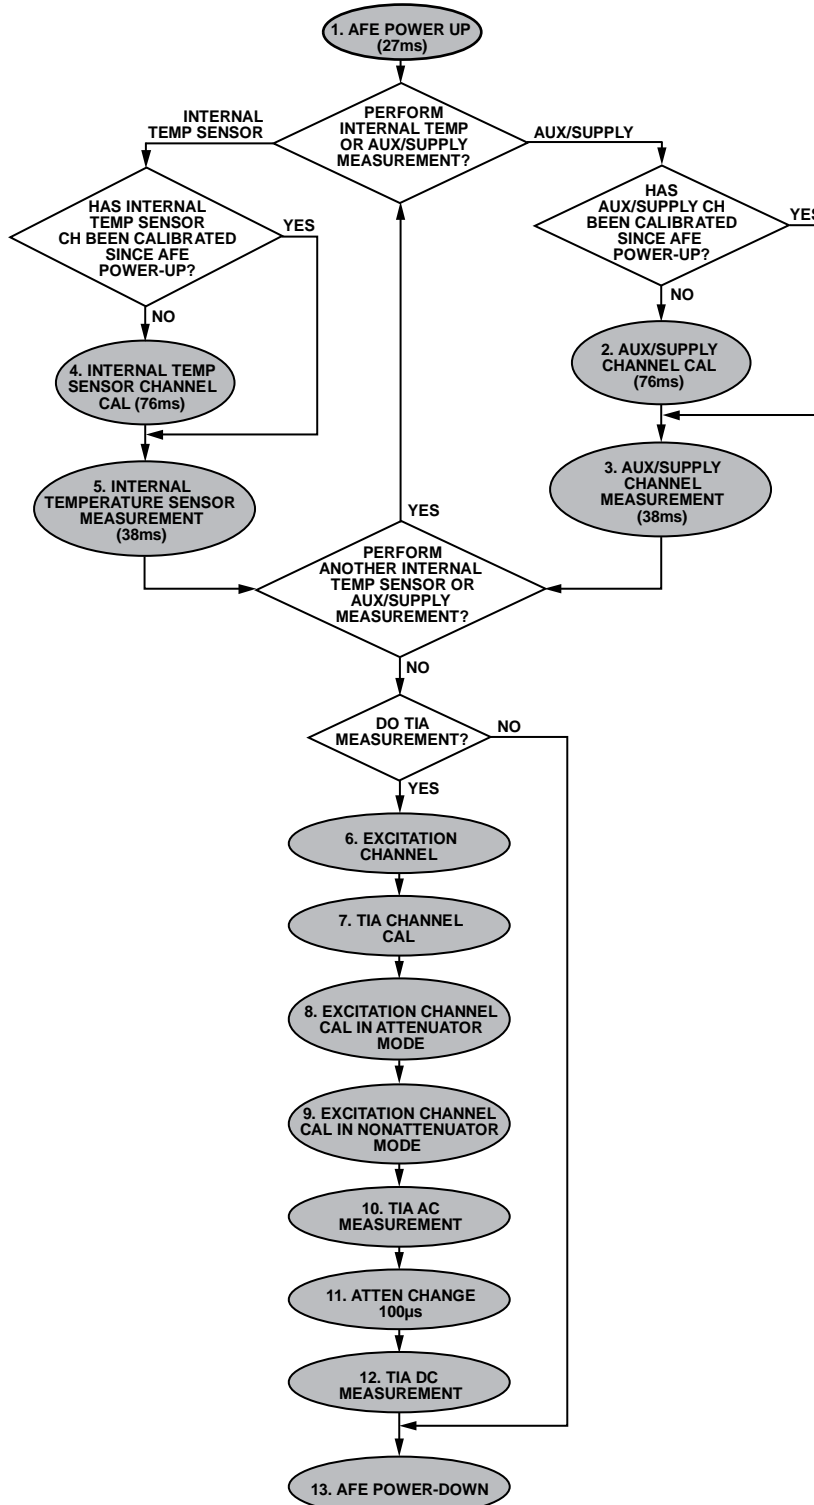 1. AFE POWER UP
(27ms)
INTERNAL
TEMP SENSOR
PERFORM
INTERNAL TEMP
OR AUX/SUPPLY
MEASUREMENT?
AUX/SUPPLY
HAS INTERNAL
TEMP SENSOR
CH BEEN CALIBRATED
SINCE AFE
POWER-UP?
YES
NO
HAS
AUX/SUPPLY CH
BEEN CALIBRATED
SINCE AFE
POWER-UP?
YES
NO
4. INTERNAL TEMP
SENSOR CHANNEL
CAL (76ms)
2. AUX/SUPPLY
CHANNEL CAL
(76ms)
5. INTERNAL
TEMPERATURE SENSOR
MEASUREMENT
(38ms)
3. AUX/SUPPLY
CHANNEL
MEASUREMENT
(38ms)
YES
PERFORM
ANOTHER INTERNAL
TEMP SENSOR OR
AUX/SUPPLY
MEASUREMENT?
NO
DO TIA
MEASUREMENT?
NO
YES
6. EXCITATION
CHANNEL
7. TIA CHANNEL
CAL
8. EXCITATION CHANNEL
CAL IN ATTENUATOR
MODE
9. EXCITATION CHANNEL
CAL IN NONATTENUATOR
MODE
10. TIA AC
MEASUREMENT
11. ATTEN CHANGE
100µs
12. TIA DC
MEASUREMENT
13. AFE POWER-DOWN